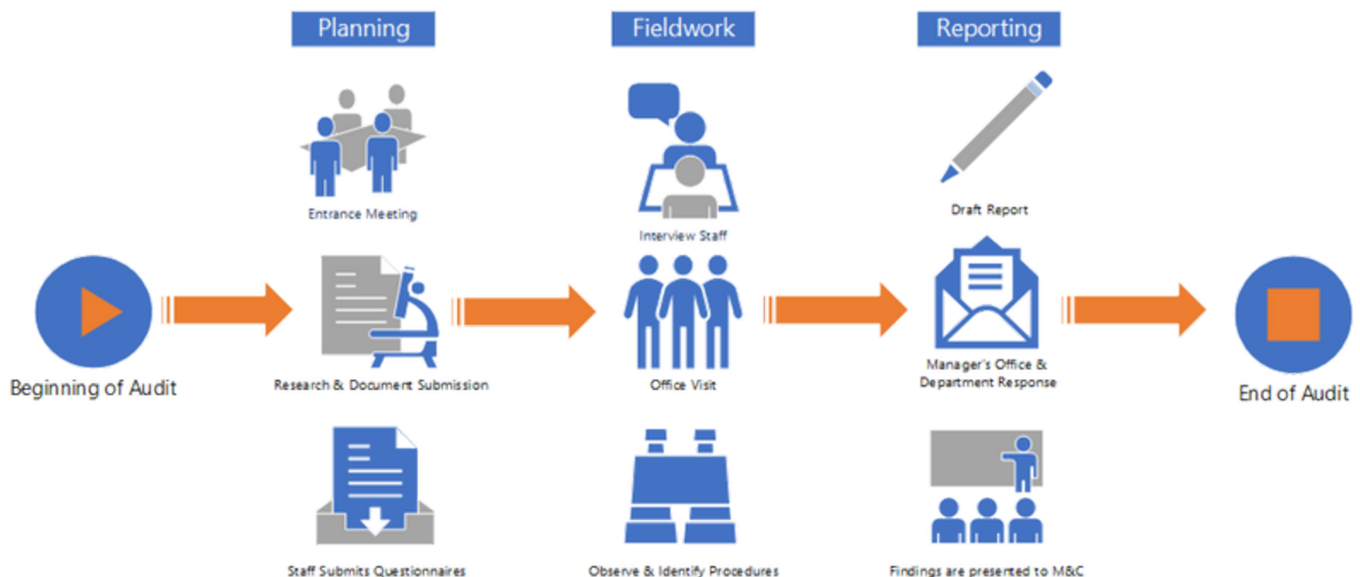 Planning
Fieldwork
Reporting
Entrance Meeting
Interview Staff
Draft Report
Beginning of Audit
Research & Document Submission
Office Visit
Manager's Office &
Department Response
End of Audit
Staff Submits Questionnaires
Observe & Identify Procedures
Findings are presented to M&C